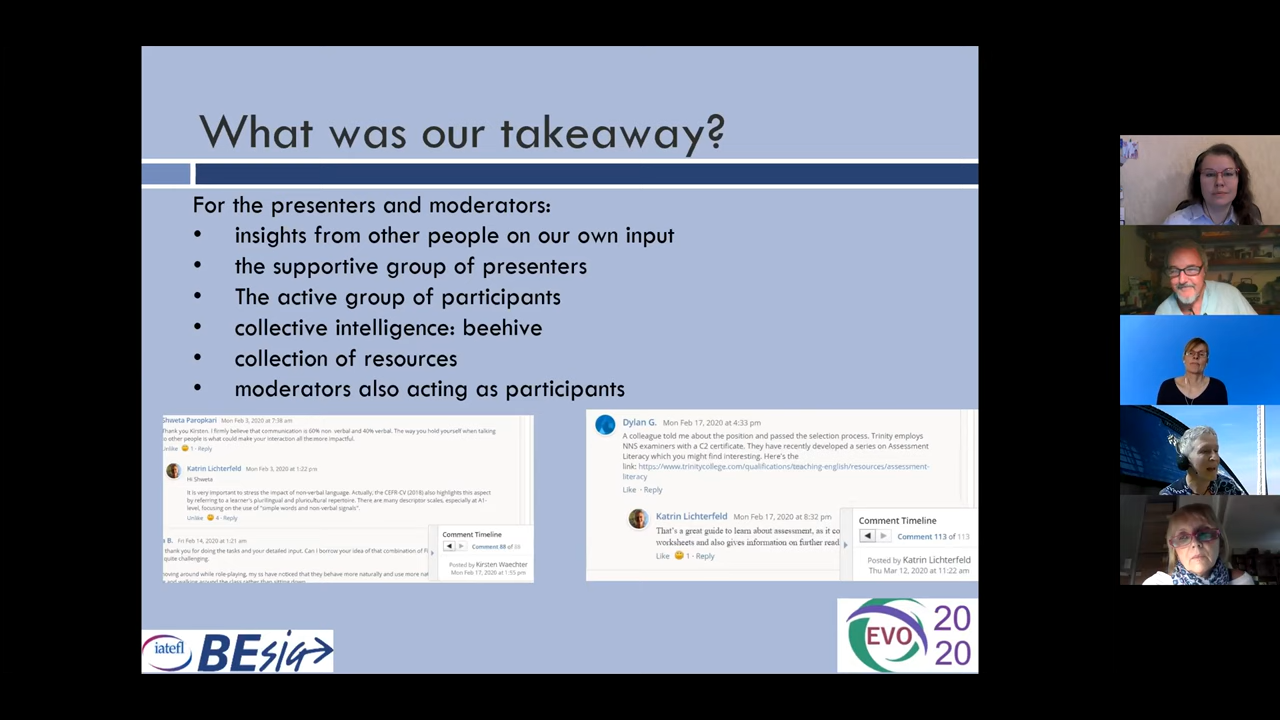 What was our takeaway?
For the presenters and moderators:
• insights from other people on our own input
• the supportive group of presenters
• The active group of participants
• collective intelligence: beehive
• collection of resources
• moderators also acting as participants
Shweta Paropkari Mon Feb 3, 2020 at 7:38 am
Thank you Kirsten. I firmly believe that communication is 60% non verbal and 40% verbal. The way you hold yourself when talking
to other people is what could make your interaction all the more impactful.
Unlike 1 · Reply
Katrin Lichterfeld Mon Feb 3, 2020 at 1:22 pm
Hi Shweta
It is very important to stress the impact of non-verbal language. Actually, the CEFR-CV (2018) also highlights this aspect
by referring to a learner's plurilingual and pluricultural repertoire. There are many descriptor scales, especially at A1-
level, focusing on the use of "simple words and non-verbal signals".
Unlike 4 · Reply
B. Fri Feb 14, 2020 at 1:21 am
thank you for doing the tasks and your detailed input. Can i borrow your idea of that combination of
quite challenging.
oving around while role-playing, my ss have noticed that they behave more naturally and use more nat
and walking around the class rather than sitting down
Comment Timeline
Comment 88 of
Posted by Kirsten Waechter
Mon Feb 17, 2020 at 1:55 pm
Dylan G. Mon Feb 17, 2020 at 4:33 pm
A colleague told me about the position and passed the selection process. Trinity employs
NNS examiners with a C2 certificate. They have recently developed a series on Assessment
Literacy which you might find interesting. Here's the
link: https://www.trinitycollege.com/qualifications/teaching-english/resources/assessment-
literacy
Like · Reply
Katrin Lichterfeld Mon Feb 17, 2020 at 8:32 pm
That's a great guide to learn about assessment, as it co
worksheets and also gives information on further read
Like 1 · Reply
Comment Timeline
Comment 113 of 113
Posted by Katrin Lichterfeld
Thu Mar 12, 2020 at 11:22 am
iatefl BEsig
EVO 20
20